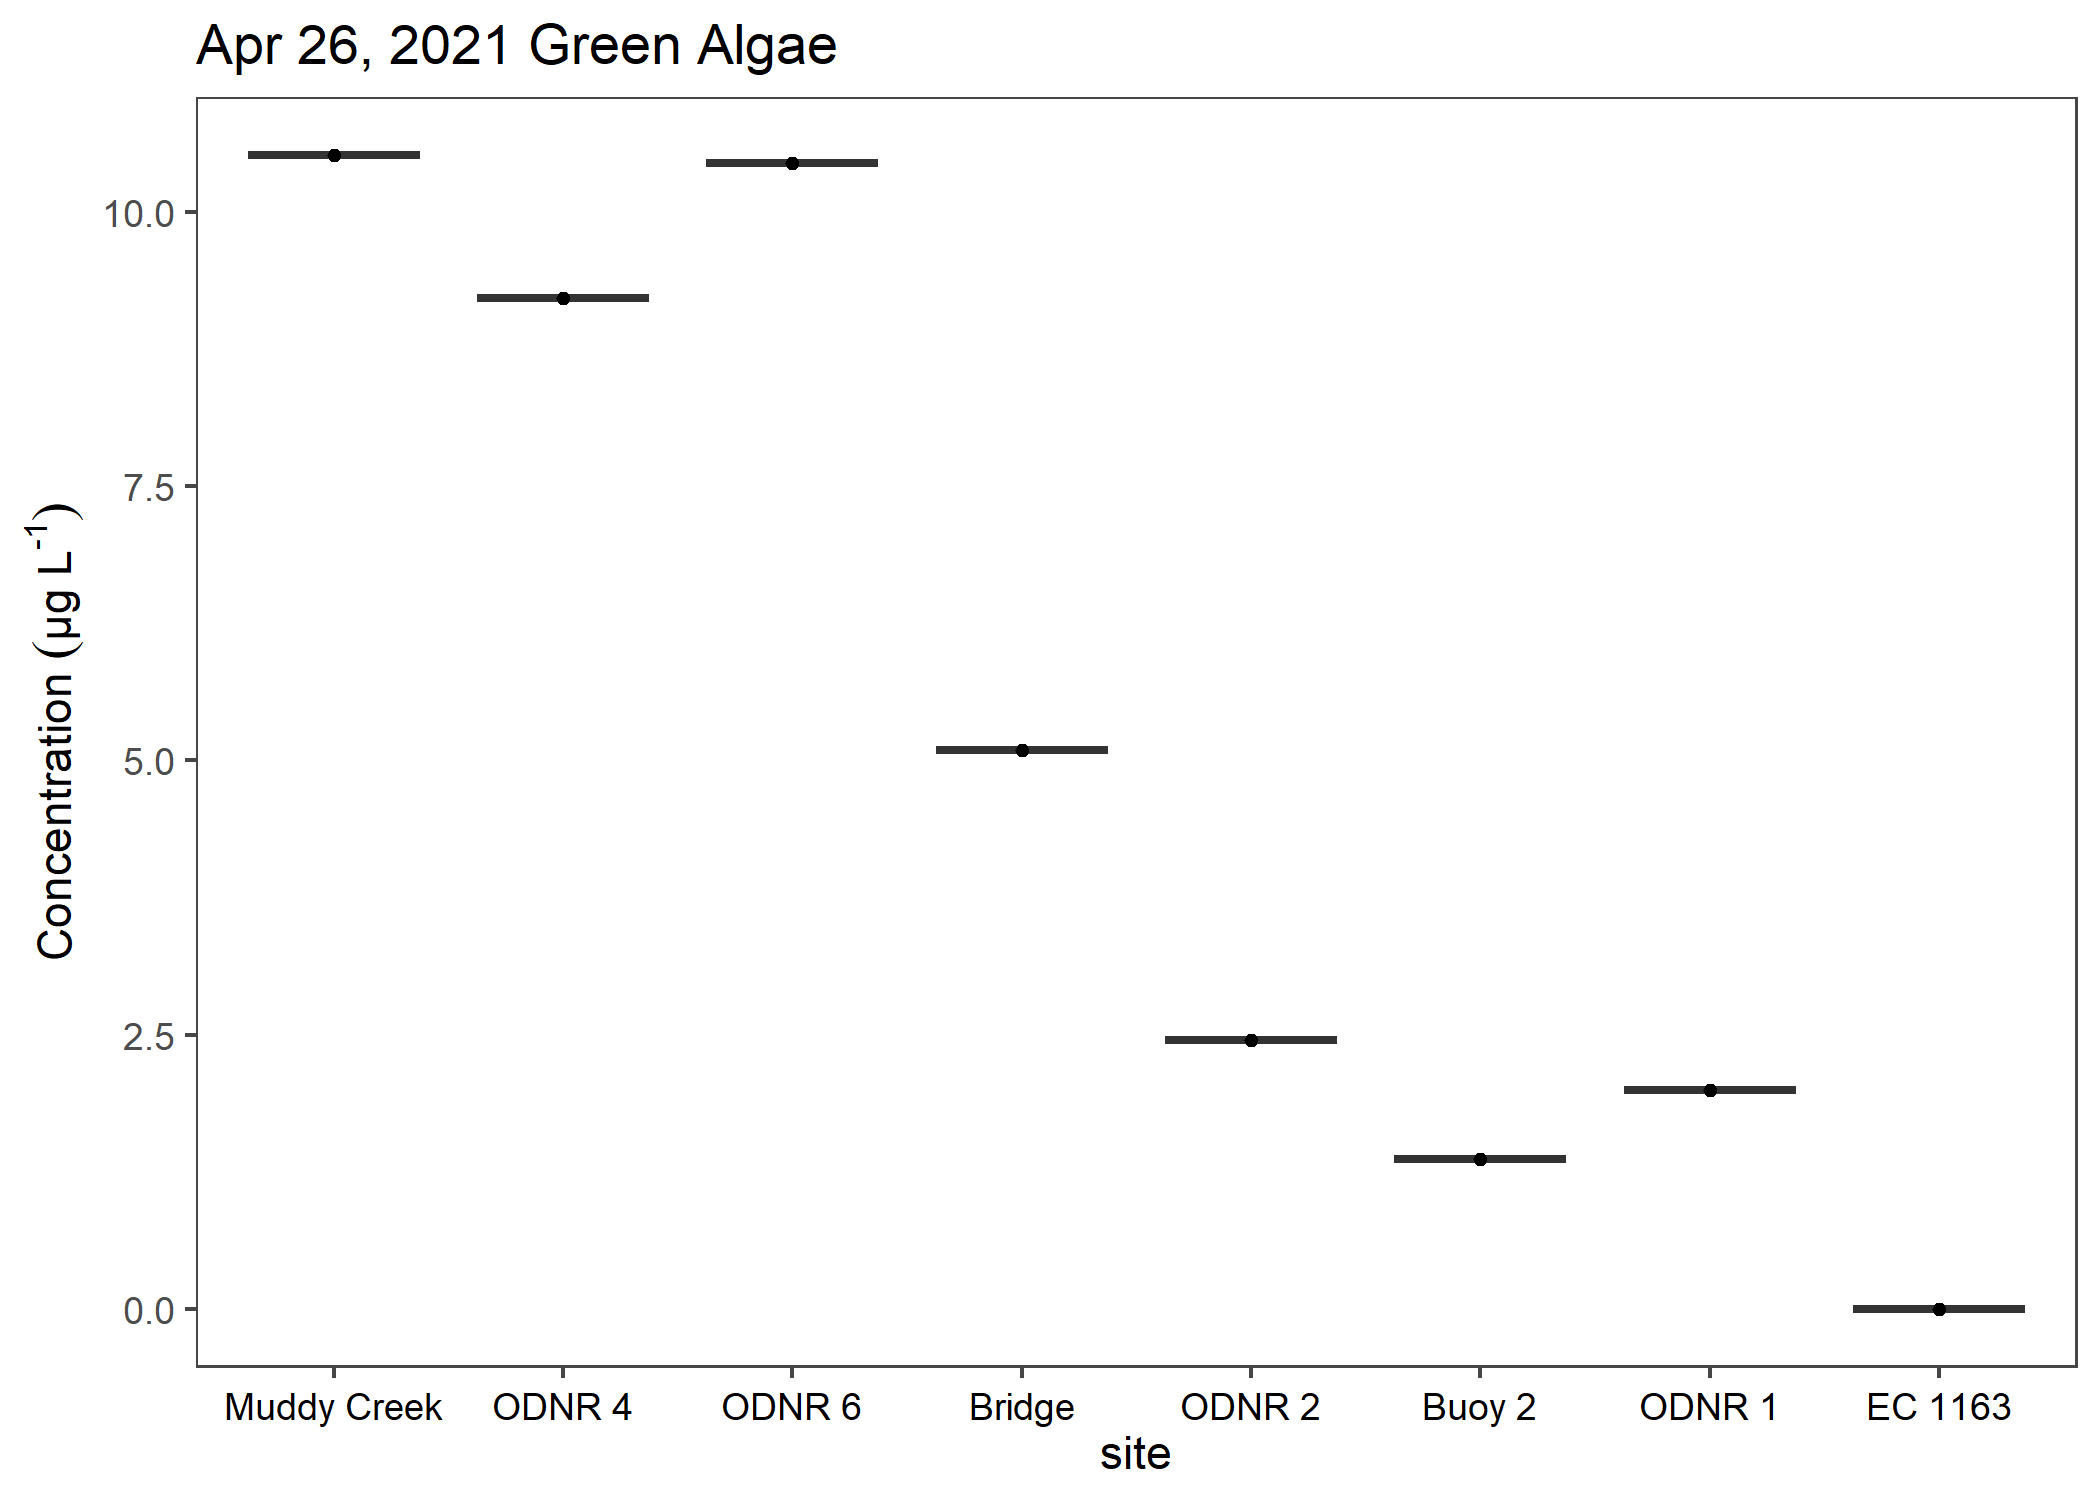 Apr 26, 2021 Green Algae
Concentration (µg L⁻¹)
10.0
7.5
5.0
2.5
0.0
Muddy Creek ODNR 4 ODNR 6 Bridge ODNR 2 Buoy 2 ODNR 1 EC 1163
site